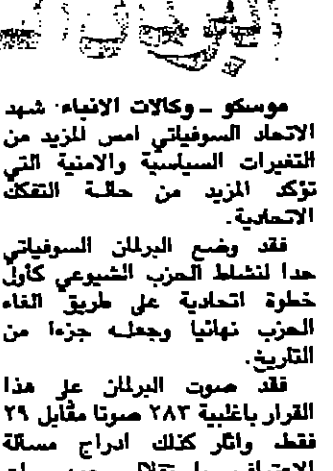 موسكو - وكالات الانباء: شهد
الاتحاد السوفياتي امس المزيد من
التغيرات السياسية والامنية التي
تؤكد المزيد من حالة التفكك
الاتحادية.
فقد وضع البرلمان السوفياتي
حدا لنشاط الحزب الشيوعي كأول
خطوة اتحادية على طريق الغاء
الحزب نهائيا وجعله جزءا من
التاريخ.
فقد صوت البرلمان على هذا
القرار باغلبية ٢٨٣ صوتا مقابل ٢٩
فقط واثار كذلك ادراج مسألة